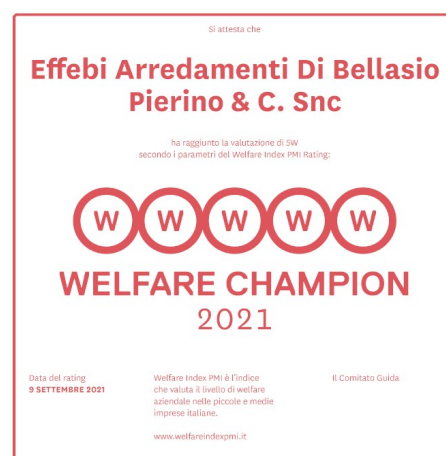 Si attesta che
Effebi Arredamenti Di Bellasio
Pierino & C. Snc
ha raggiunto la valutazione di 5W
secondo i parametri del Welfare Index PMI Rating:
W W W W W
WELFARE CHAMPION
2021
Data del rating
9 SETTEMBRE 2021
Welfare Index PMI è l'indice
che valuta il livello di welfare
aziendale nelle piccole e medie
imprese italiane.
www.welfareindexpmi.it
Il Comitato Guida